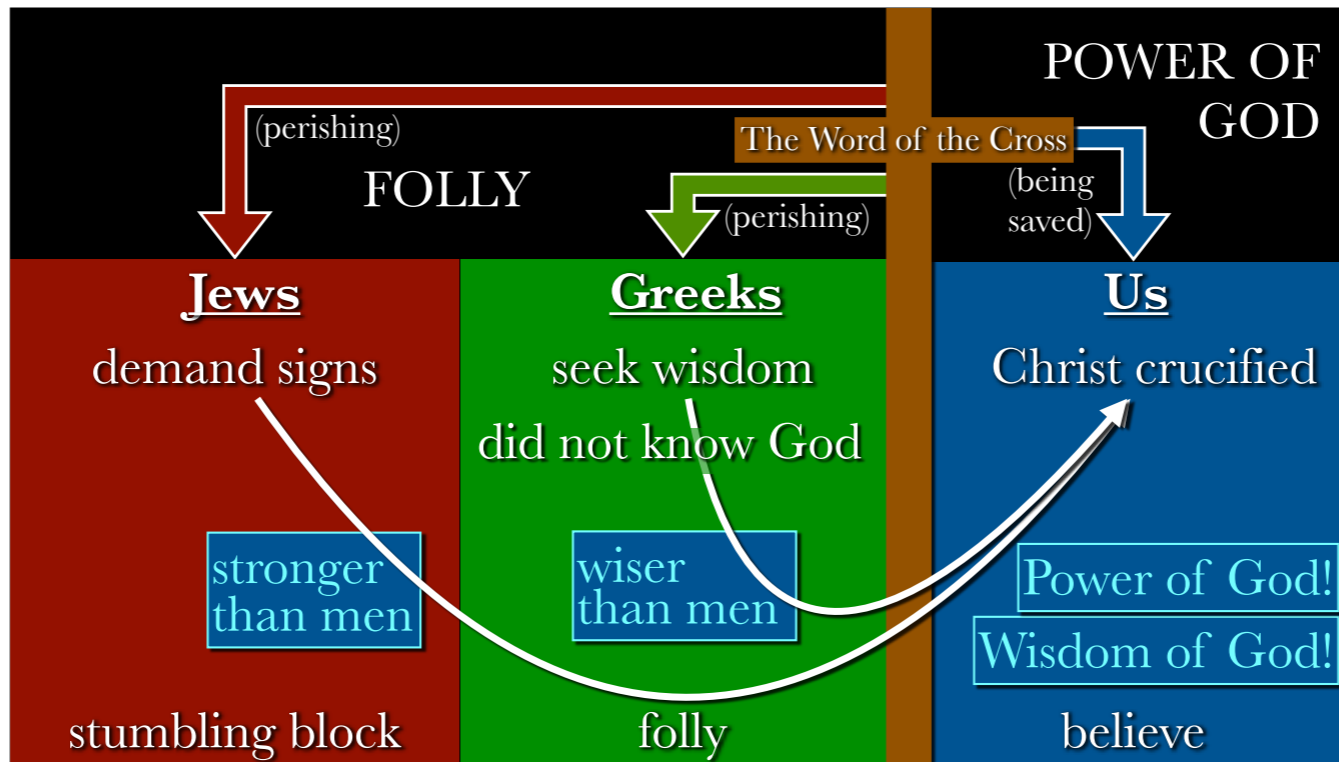 POWER OF
GOD
(perishing)
The Word of the Cross
FOLLY
(being
saved)
(perishing)
Jews
demand signs
stronger
than men
stumbling block
Greeks
seek wisdom
did not know God
wiser
than men
folly
Us
Christ crucified
Power of God!
Wisdom of God!
believe